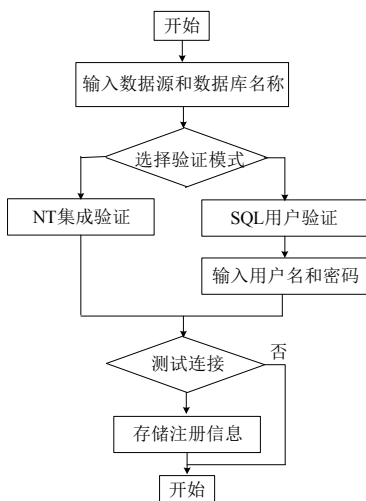 开始
输入数据源和数据库名称
选择验证模式
NT集成验证
SQL用户验证
输入用户名和密码
测试连接
否
存储注册信息
开始